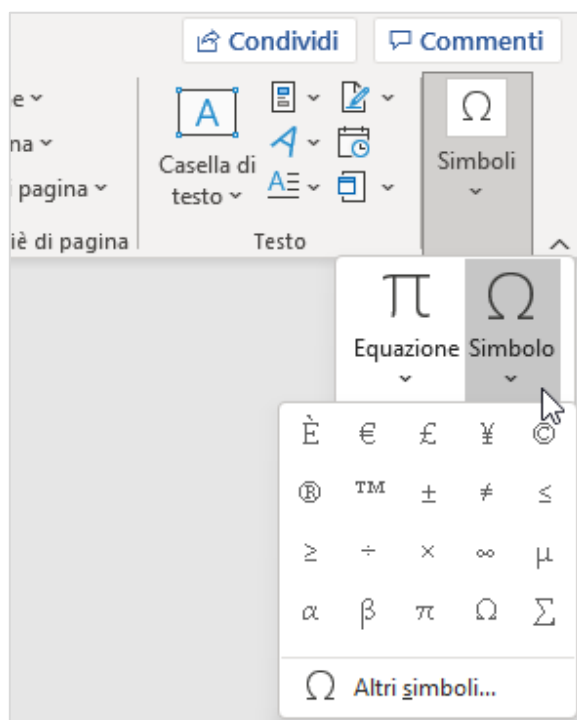 Condividi
Commenti
e
na
i pagina
iè di pagina
A
Casella di
testo
A
A
Testo
Ω
Simboli
π
Equazione
Ω
Simbolo
È € £ ¥ ©
® ™ ± ≠ ≤
≥ ÷ × ∞ µ
α β π Ω ∑
Ω Altri simboli...